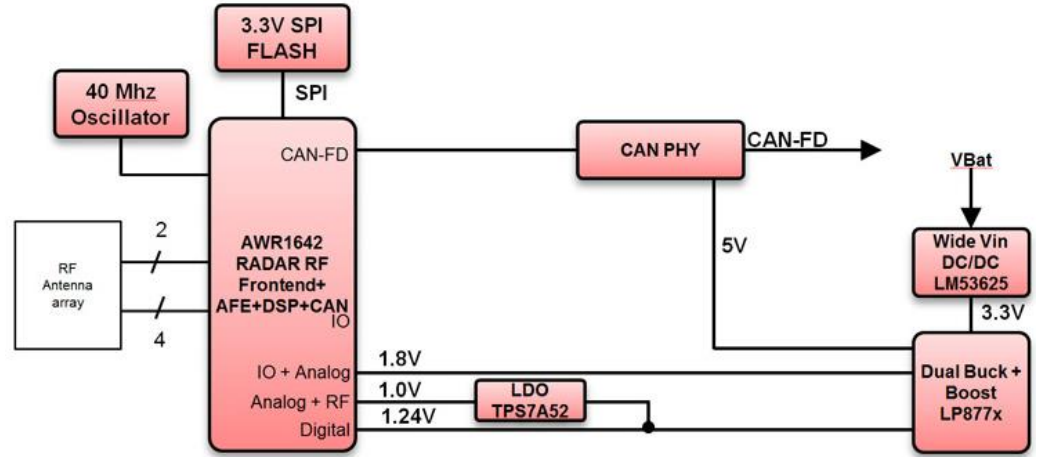 3.3V SPI
FLASH
SPI
40 Mhz
Oscillator
CAN-FD
CAN PHY
CAN-FD
VBat
2
RF
Antenna
array
4
AWR1642
RADAR RF
Frontend+
AFE+DSP+CAN
IO
5V
Wide Vin
DC/DC
LM53625
3.3V
IO + Analog
1.8V
Analog + RF
1.0V
LDO
TPS7A52
Digital
1.24V
Dual Buck +
Boost
LP877x